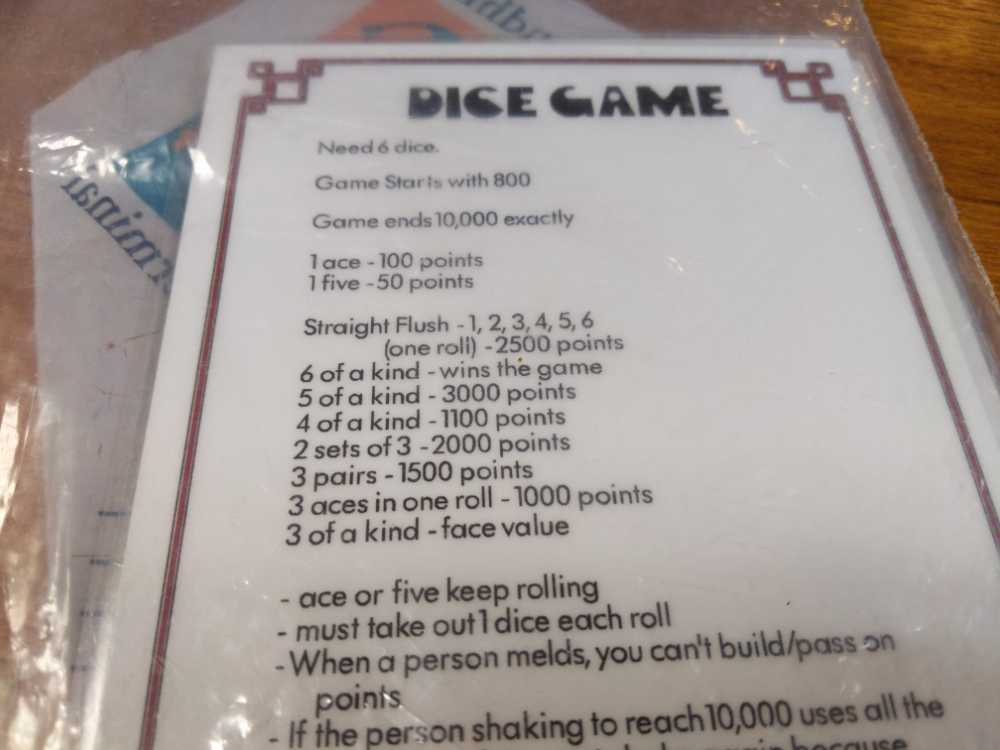 DICE GAME
Need 6 dice.
Game Starts with 800
Game ends 10,000 exactly
1 ace - 100 points
1 five - 50 points
Straight Flush - 1, 2, 3, 4, 5, 6
(one roll) - 2500 points
6 of a kind - wins the game
5 of a kind - 3000 points
4 of a kind - 1100 points
2 sets of 3 - 2000 points
3 pairs - 1500 points
3 aces in one roll - 1000 points
3 of a kind - face value
- ace or five keep rolling
- must take out 1 dice each roll
- When a person melds, you can't build/pass on
points
- If the person shaking to reach 10,000 uses all the
because